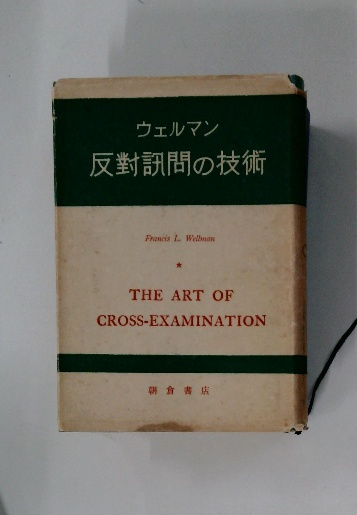 ウェルマン
反對訊問の技術
Francis L. Wellman
★
THE ART OF
CROSS-EXAMINATION
朝倉書店